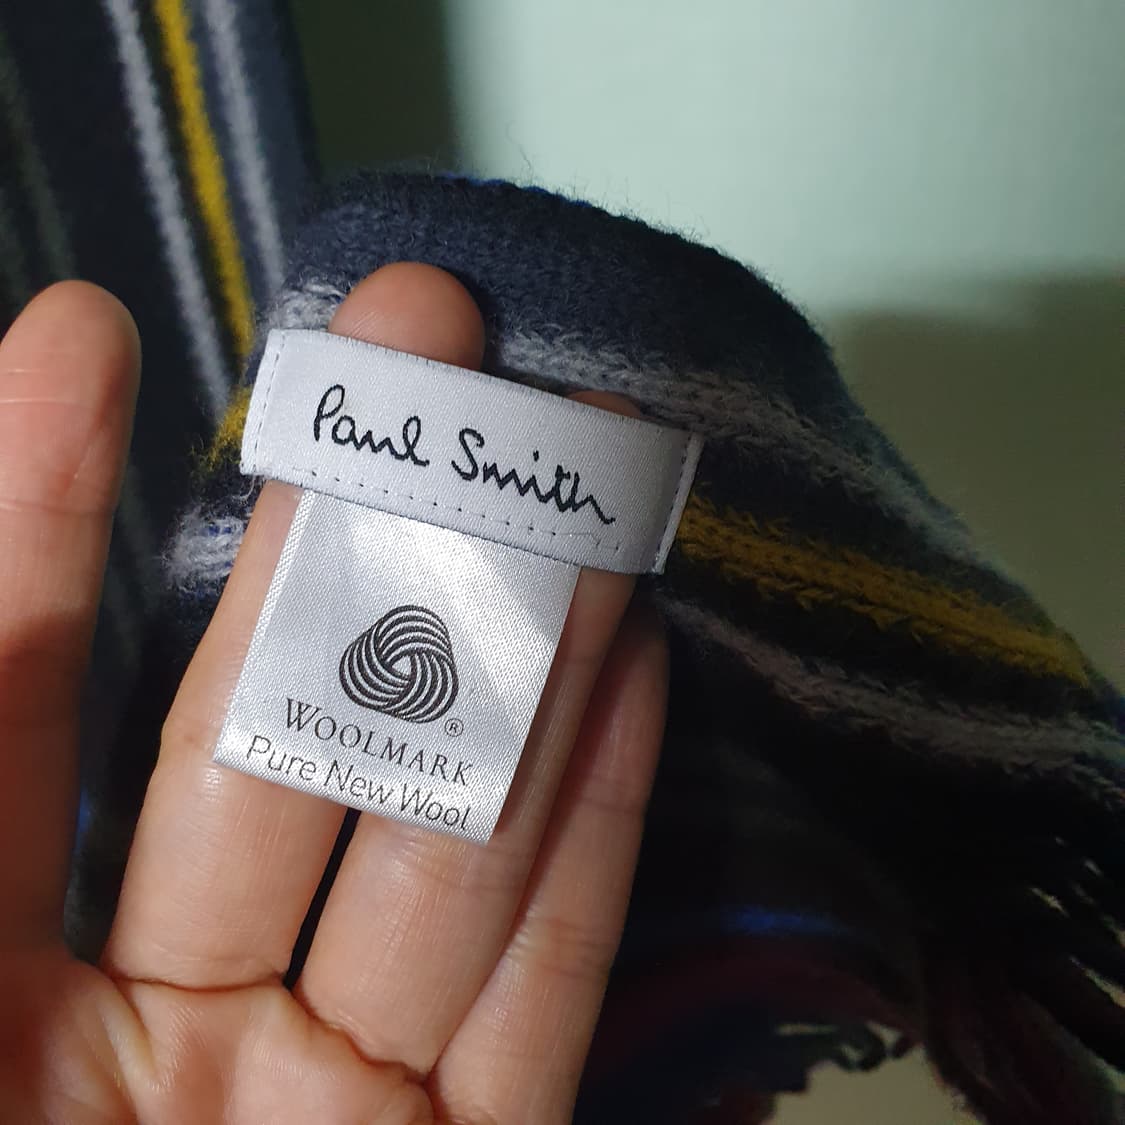 Paul Smith
®
WOOLMARK
Pure New Wool